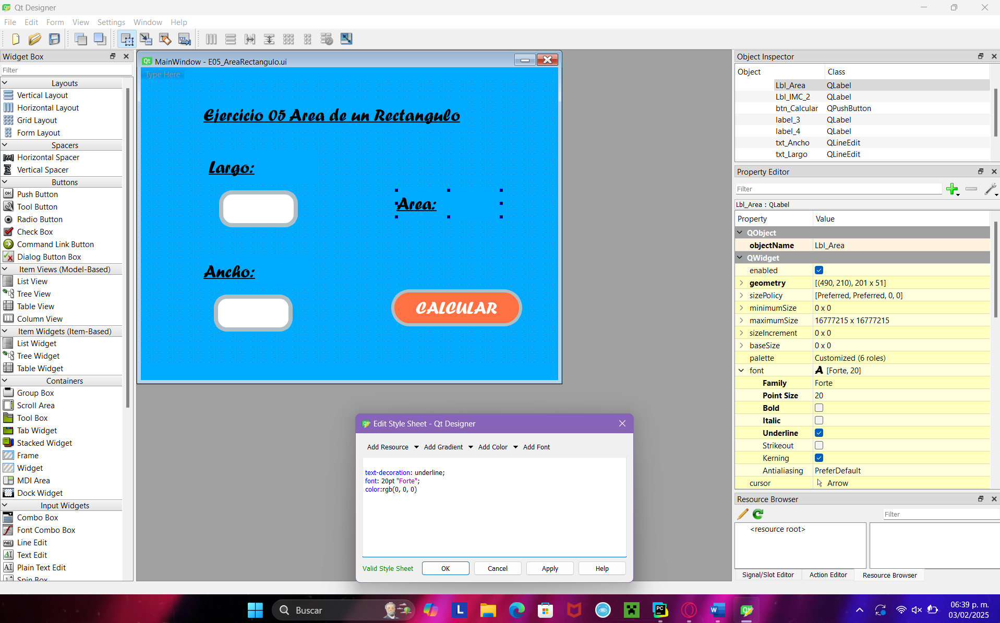 Qt Designer
File Edit Form View Settings Window Help
Widget Box
Filter
Layouts
Vertical Layout
Horizontal Layout
Grid Layout
Form Layout
Spacers
Horizontal Spacer
Vertical Spacer
Buttons
Push Button
Tool Button
Radio Button
Check Box
Command Link Button
Dialog Button Box
Item Views (Model-Based)
List View
Tree View
Table View
Column View
Item Widgets (Item-Based)
List Widget
Tree Widget
Table Widget
Containers
Group Box
Scroll Area
Tool Box
Tab Widget
Stacked Widget
Frame
Widget
MDI Area
Dock Widget
Input Widgets
Combo Box
Font Combo Box
Line Edit
Text Edit
Plain Text Edit
Spin Box
MainWindow - E05_AreaRectangulo.ui
Type Here
Ejercicio 05 Area de un Rectangulo
Largo:
Area:
Ancho:
CALCULAR
Edit Style Sheet - Qt Designer
Add Resource Add Gradient Add Color Add Font
text-decoration: underline;
font: 20pt "Forte";
color:rgb(0, 0, 0)
Valid Style Sheet OK Cancel Apply Help
Object Inspector
Object Class
Lbl_Area QLabel
Lbl_IMC_2 QLabel
btn_Calcular QPushButton
label_3 QLabel
label_4 QLabel
txt_Ancho QLineEdit
txt_Largo QLineEdit
Property Editor
Filter
Lbl_Area : QLabel
Property Value
QObject
objectName Lbl_Area
QWidget
enabled
geometry [(490, 210), 201 x 51]
sizePolicy [Preferred, Preferred, 0, 0]
minimumSize 0 x 0
maximumSize 16777215 x 16777215
sizeIncrement 0 x 0
baseSize 0 x 0
palette Customized (6 roles)
font A [Forte, 20]
Family Forte
Point Size 20
Bold
Italic
Underline
Strikeout
Kerning
Antialiasing PreferDefault
cursor Arrow
Resource Browser
Filter
<resource root>
Signal/Slot Editor Action Editor Resource Browser
Buscar
06:39 p. m.
03/02/2025